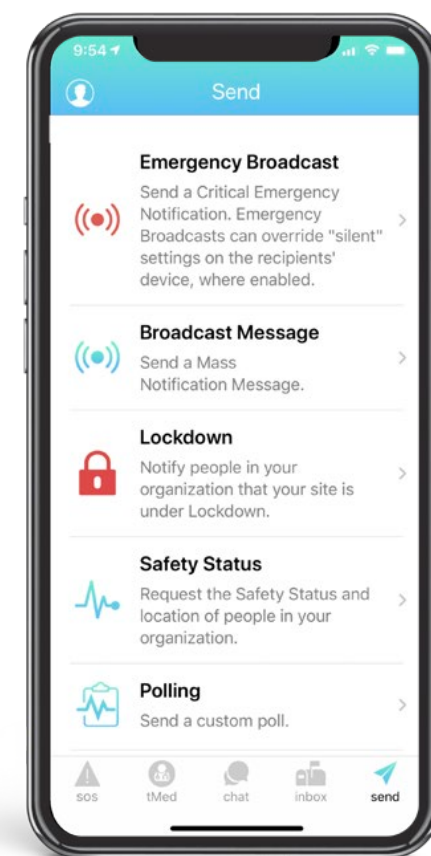 9:54
Send
Emergency Broadcast
Send a Critical Emergency
Notification. Emergency
Broadcasts can override "silent"
settings on the recipients'
device, where enabled.
Broadcast Message
Send a Mass
Notification Message.
Lockdown
Notify people in your
organization that your site is
under Lockdown.
Safety Status
Request the Safety Status and
location of people in your
organization.
Polling
Send a custom poll.
sos tMed chat inbox send